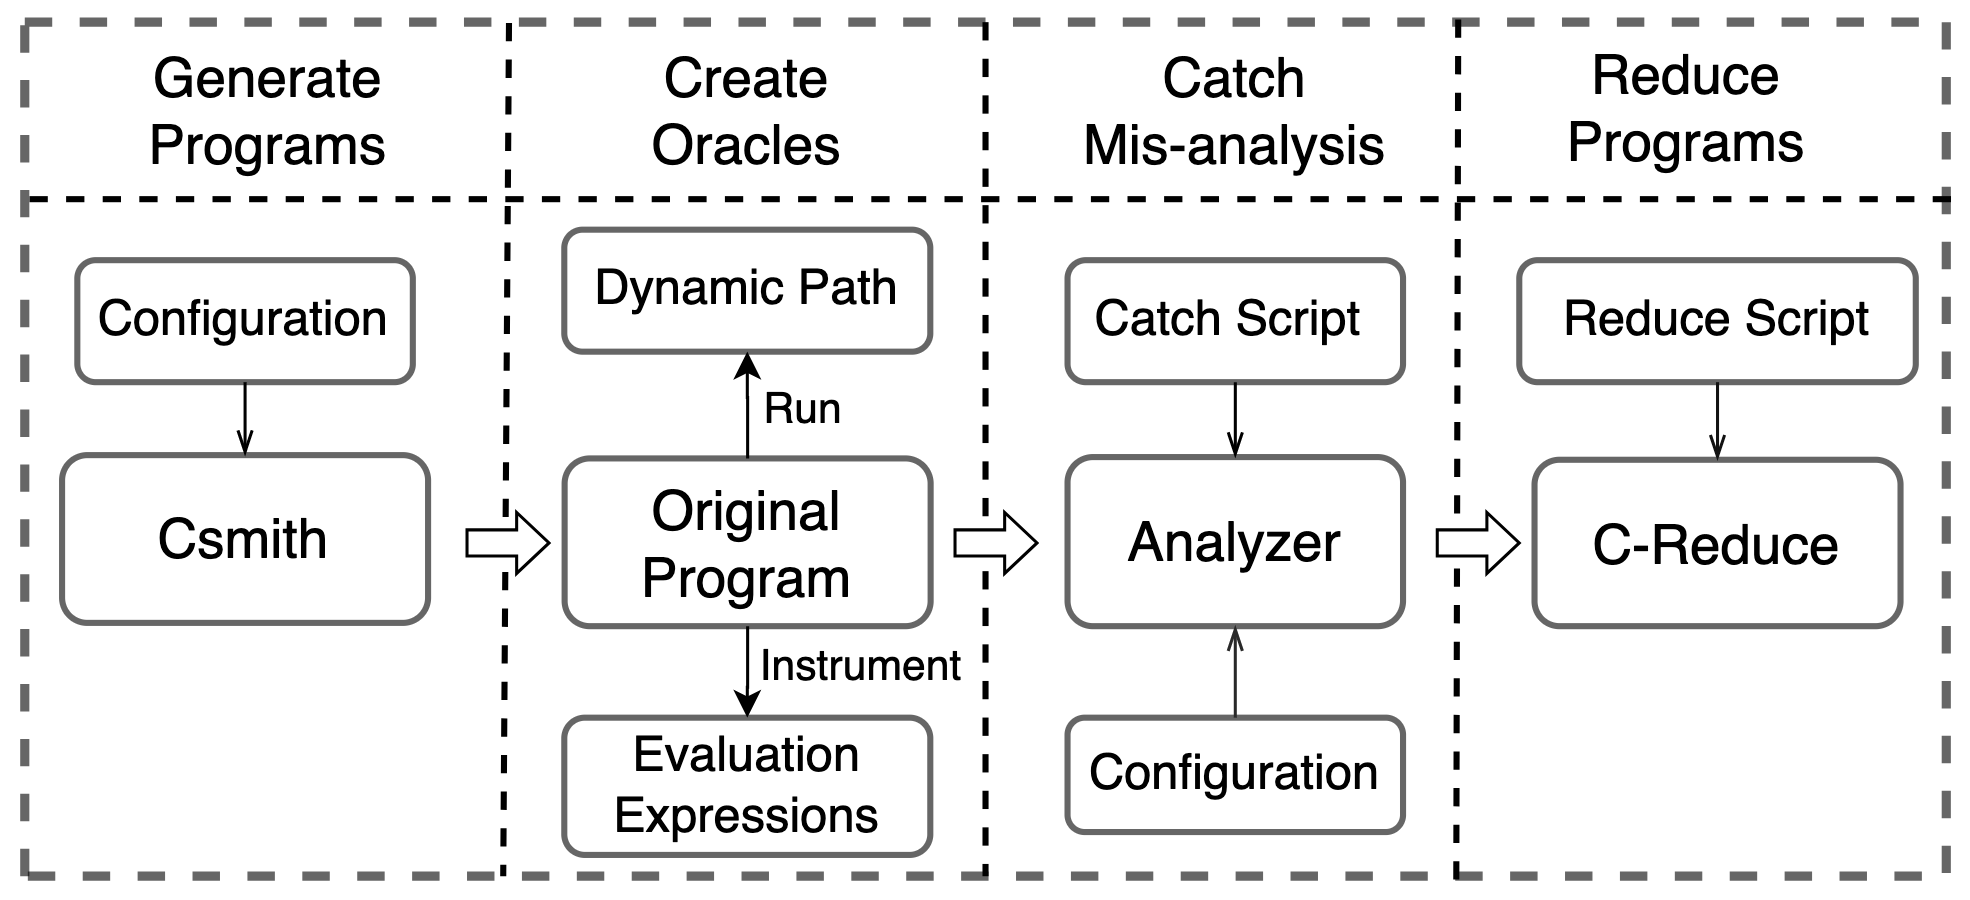 Generate
Programs
Create
Oracles
Catch
Mis-analysis
Reduce
Programs
Configuration
Csmith
Dynamic Path
Run
Original
Program
Instrument
Evaluation
Expressions
Catch Script
Analyzer
Configuration
Reduce Script
C-Reduce